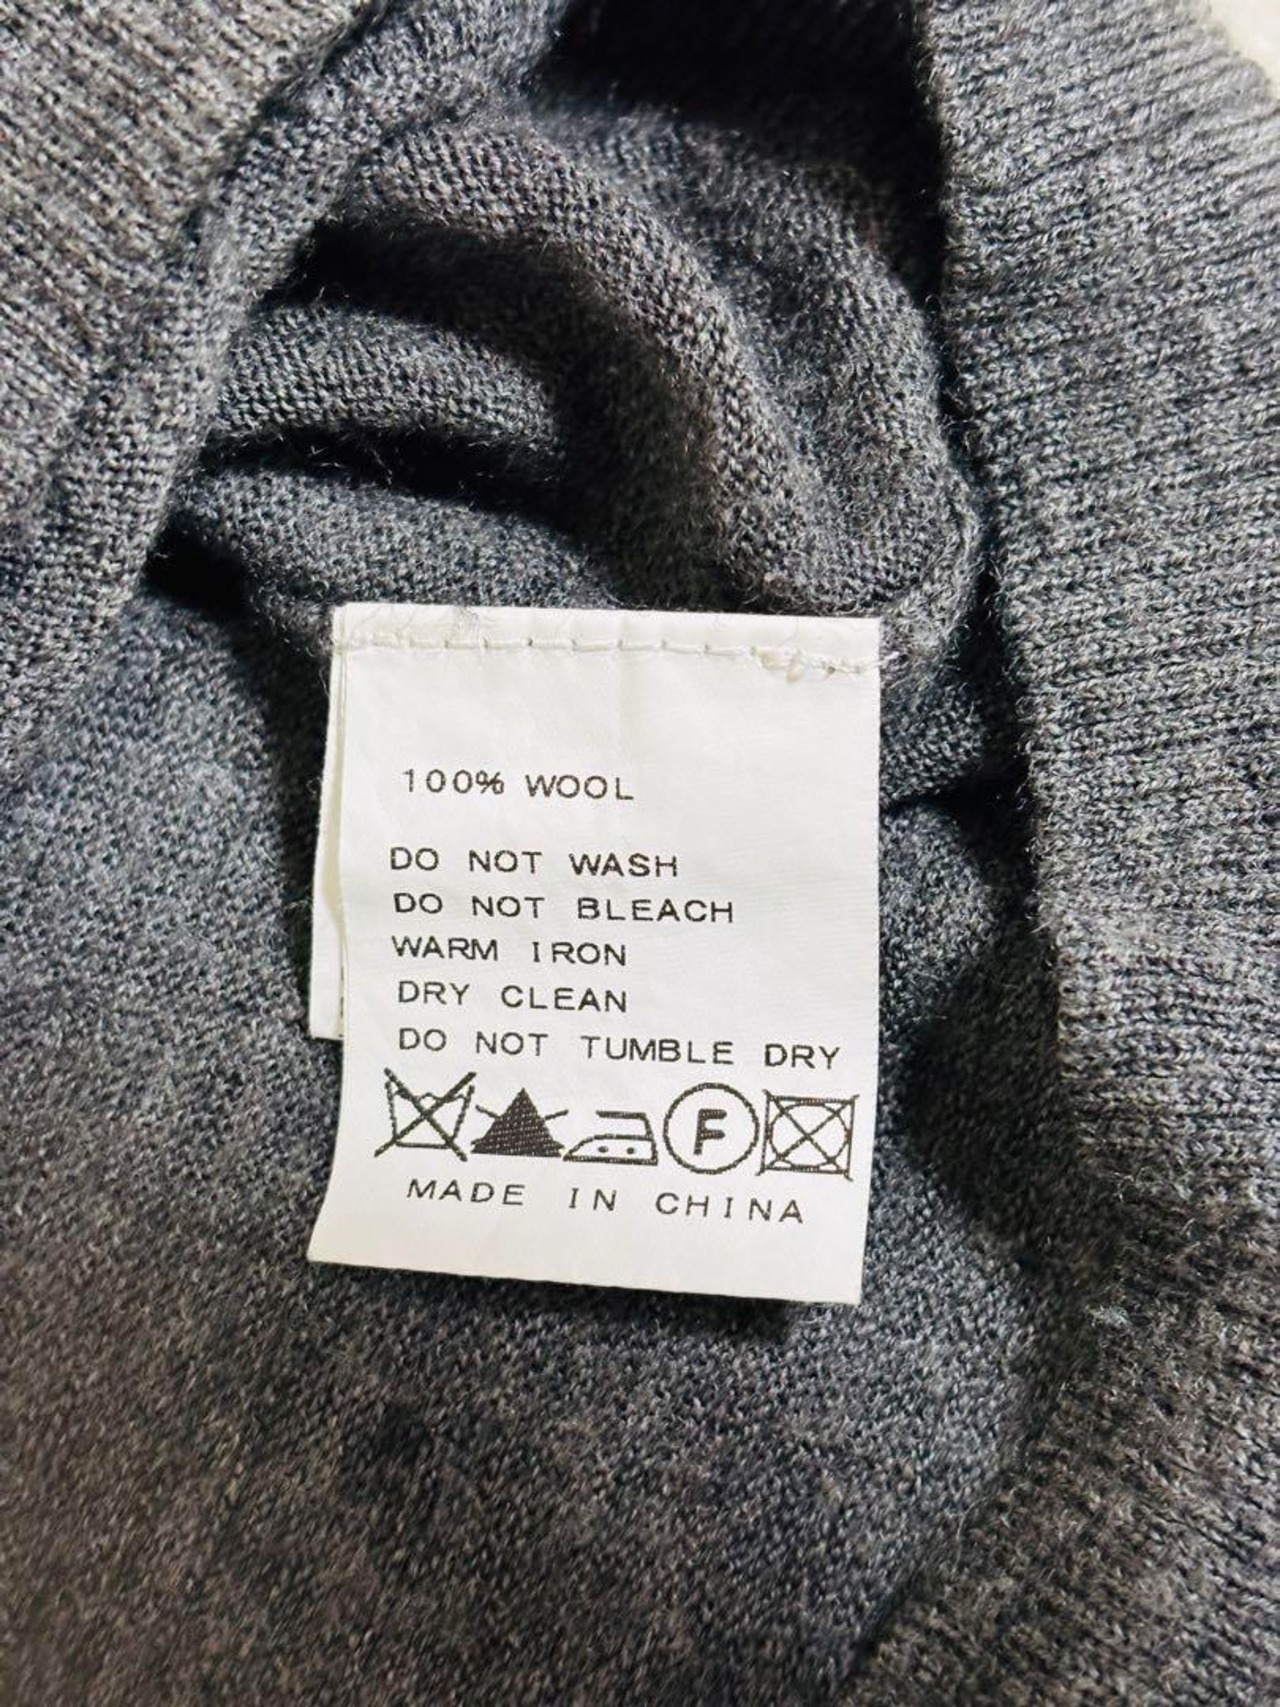 100% WOOL
DO NOT WASH
DO NOT BLEACH
WARM IRON
DRY CLEAN
DO NOT TUMBLE DRY
F
MADE IN CHINA